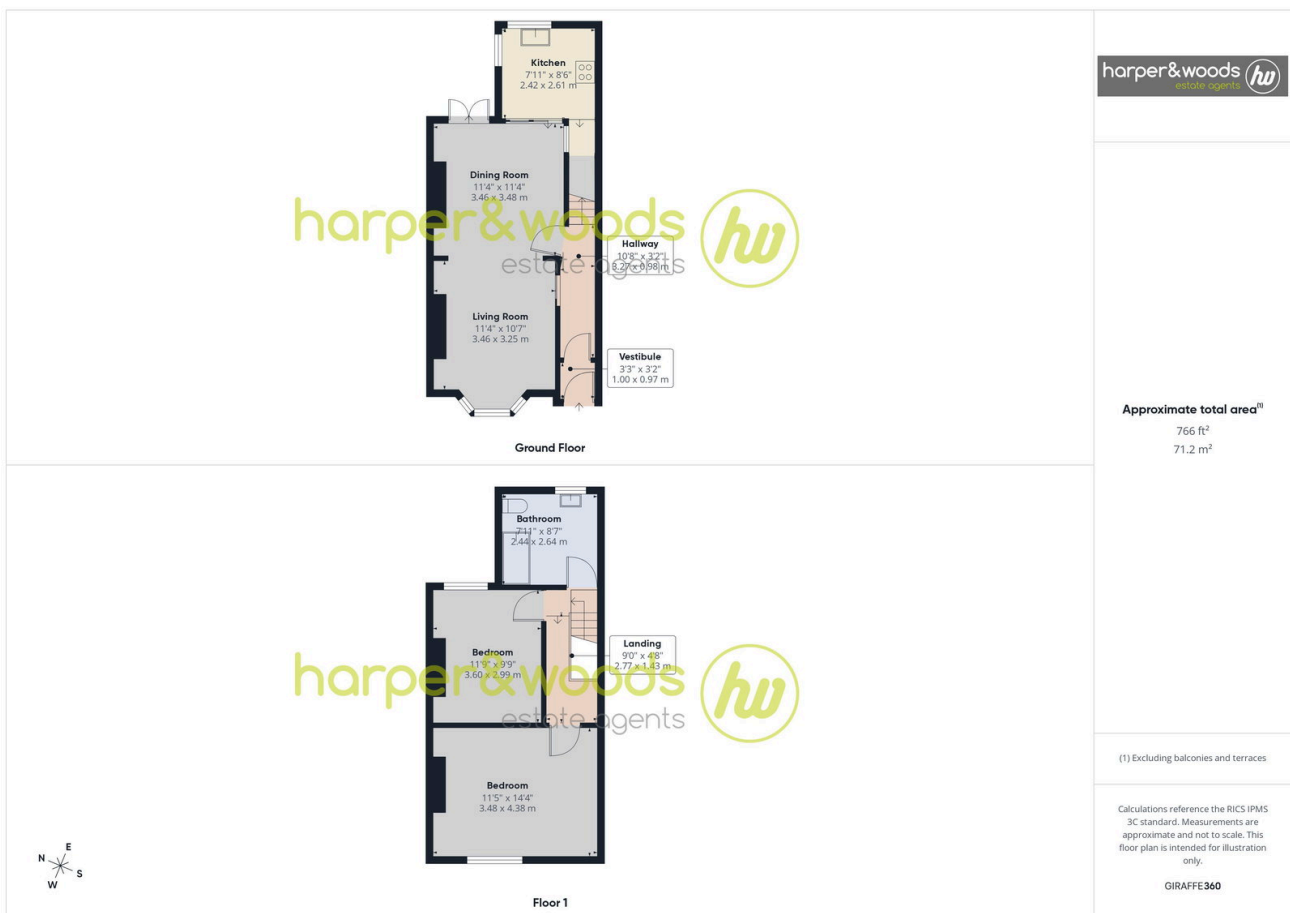 Kitchen
7'11" x 8'6"
2.42 x 2.61 m
Dining Room
11'4" x 11'4"
3.46 x 3.48 m
harper&woods
estate agents
hw
Hallway
10'8" x 3'2"
3.27 x 0.98 m
Living Room
11'4" x 10'7"
3.46 x 3.25 m
Vestibule
3'3" x 3'2"
1.00 x 0.97 m
Ground Floor
Bathroom
7'11" x 8'7"
2.44 x 2.64 m
Landing
9'0" x 4'8"
2.77 x 1.43 m
Bedroom
11'9" x 9'9"
3.60 x 2.99 m
harper&woods
estate agents
hw
Bedroom
11'5" x 14'4"
3.48 x 4.38 m
N
E
S
W
Floor 1
harper&woods
estate agents
hw
Approximate total area(1)
766 ft²
71.2 m²
(1) Excluding balconies and terraces
Calculations reference the RICS IPMS
3C standard. Measurements are
approximate and not to scale. This
floor plan is intended for illustration
only.
GIRAFFE360